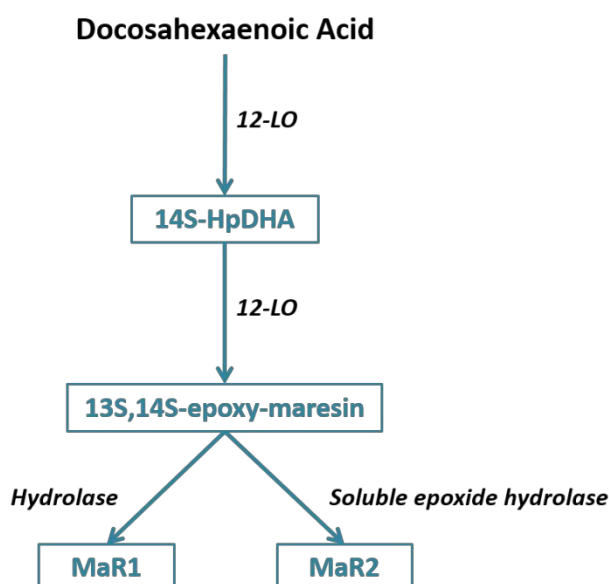 Docosahexaenoic Acid
12-LO
14S-HpDHA
12-LO
13S,14S-epoxy-maresin
Hydrolase
Soluble epoxide hydrolase
MaR1
MaR2